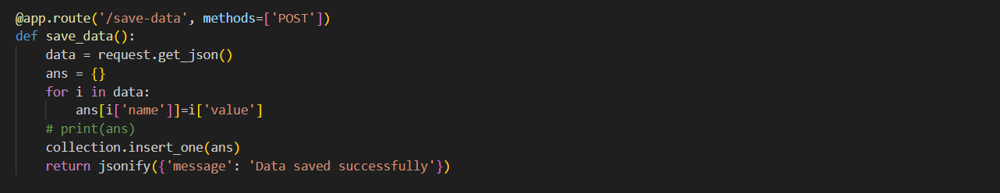 @app.route('/save-data', methods=['POST'])
def save_data():
    data = request.get_json()
    ans = {}
    for i in data:
        ans[i['name']]=i['value']
    # print(ans)
    collection.insert_one(ans)
    return jsonify({'message': 'Data saved successfully'})